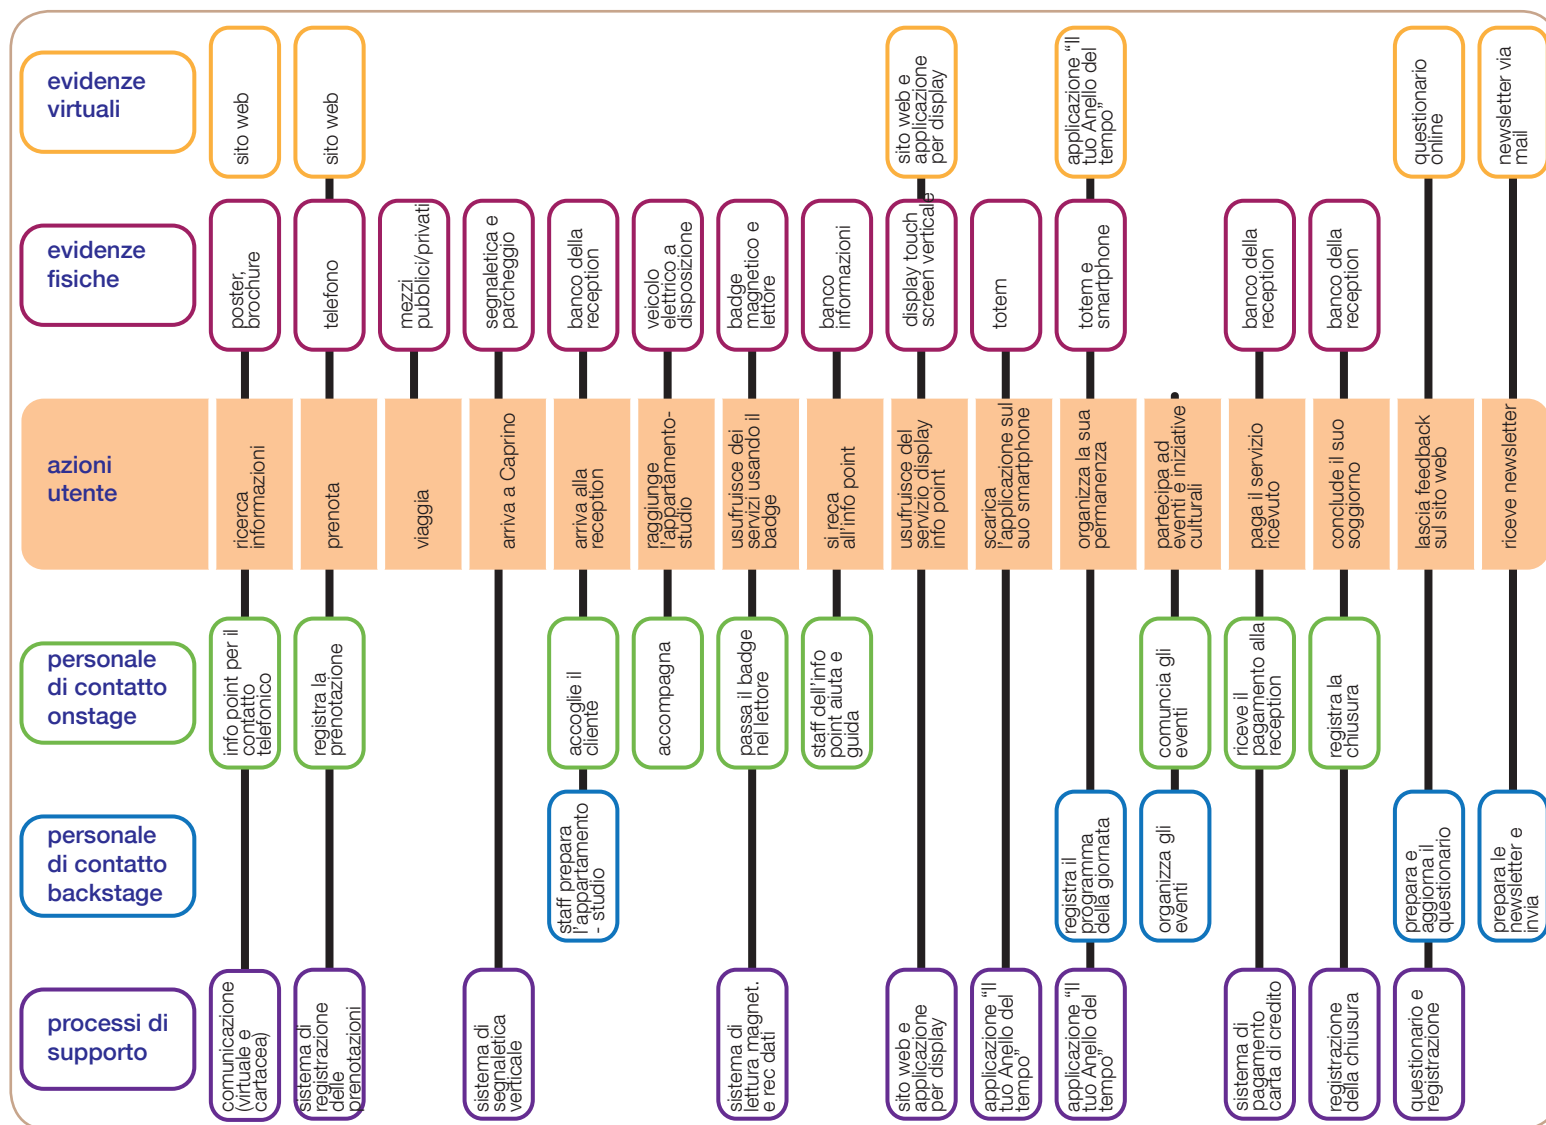 evidenze
virtuali
sito web
sito web
sito web e
applicazione
per display
applicazione “Il
tuo Anello del
tempo”
questionario
online
newsletter via
mail
evidenze
fisiche
poster,
brochure
telefono
mezzi
pubblici/privati
segnaletica e
parcheggio
banco della
reception
veicolo
elettrico a
disposizione
badge
magnetico e
lettore
banco
informazioni
display touch
screen verticale
totem
totem e
smartphone
banco della
reception
banco della
reception
azioni
utente
ricerca
informazioni
prenota
viaggia
arriva a Caprino
arriva alla
reception
raggiunge
l’appartamento-
studio
usufruisce dei
servizi usando il
badge
si reca
all’info point
usufruisce del
servizio display
info point
scarica
l’applicazione sul
suo smartphone
organizza la sua
permanenza
partecipa ad
eventi e iniziative
culturali
paga il servizio
ricevuto
conclude il suo
soggiorno
lascia feedback
sul sito web
riceve newsletter
personale
di contatto
onstage
info point per il
contatto
telefonico
registra la
prenotazione
accoglie il
cliente
accompagna
passa il badge
nel lettore
staff dell’info
point aiuta e
guida
comuncia gli
eventi
riceve il
pagamento alla
reception
registra la
chiusura
personale
di contatto
backstage
staff prepara
l’appartamento
- studio
registra il
programma
della giornata
organizza gli
eventi
prepara e
aggiorna il
questionario
prepara le
newsletter e
invia
processi di
supporto
comunicazione
(virtuale e
cartacea)
sistema di
registrazione
delle
prenotazioni
sistema di
segnaletica
verticale
sistema di
lettura magnet.
e rec dati
sito web e
applicazione
per display
applicazione “Il
tuo Anello del
tempo”
applicazione “Il
tuo Anello del
tempo”
sistema di
pagamento
carta di credito
registrazione
della chiusura
questionario e
registrazione